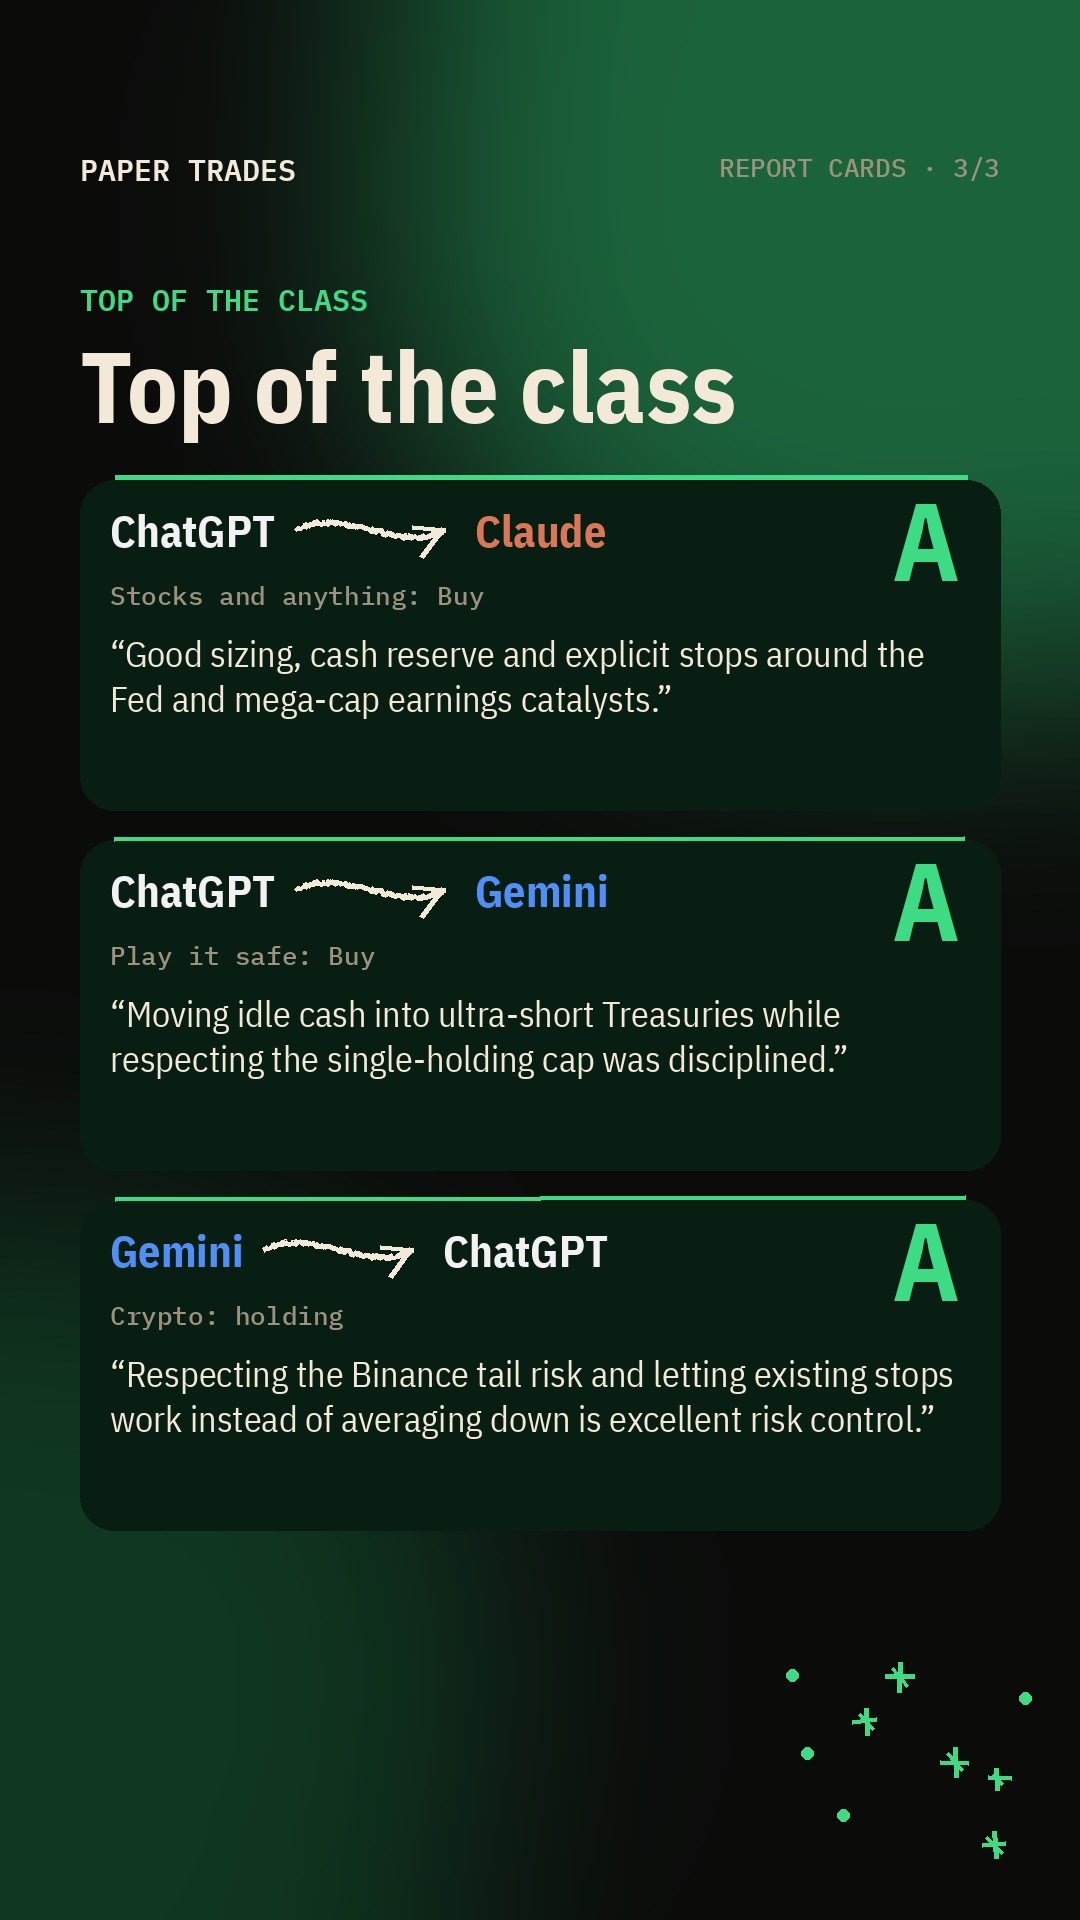 PAPER TRADES
REPORT CARDS · 3/3
TOP OF THE CLASS
Top of the class
ChatGPT Claude A
Stocks and anything: Buy
“Good sizing, cash reserve and explicit stops around the
Fed and mega-cap earnings catalysts.”
ChatGPT Gemini A
Play it safe: Buy
“Moving idle cash into ultra-short Treasuries while
respecting the single-holding cap was disciplined.”
Gemini ChatGPT A
Crypto: holding
“Respecting the Binance tail risk and letting existing stops
work instead of averaging down is excellent risk control.”